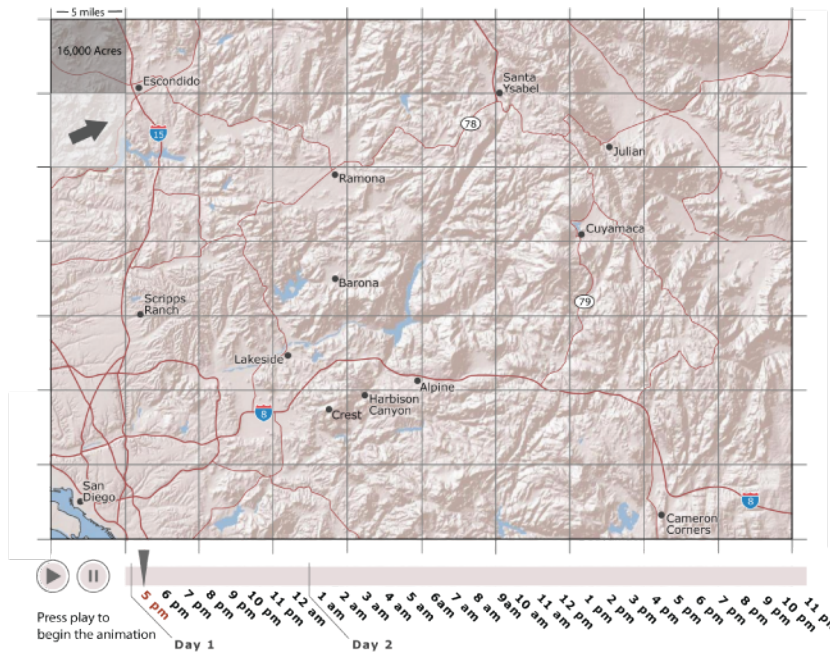 5 miles
16,000 Acres
Escondido
Santa
Ysabel
15
78
Julian
Ramona
Cuyamaca
Barona
79
Scripps
Ranch
Lakeside
Alpine
Harbison
Canyon
8
Crest
San
Diego
8
Cameron
Corners
5 pm 6 pm 7 pm 8 pm 9 pm 10 pm 11 pm 12 am 1 am 2 am 3 am 4 am 5 am 6am 7 am 8 am 9am 10 am 11 am 12 pm 1 pm 2 pm 3 pm 4 pm 5 pm 6 pm 7 pm 8 pm 9 pm 10 pm 11 pm
Press play to
begin the animation
Day 1
Day 2